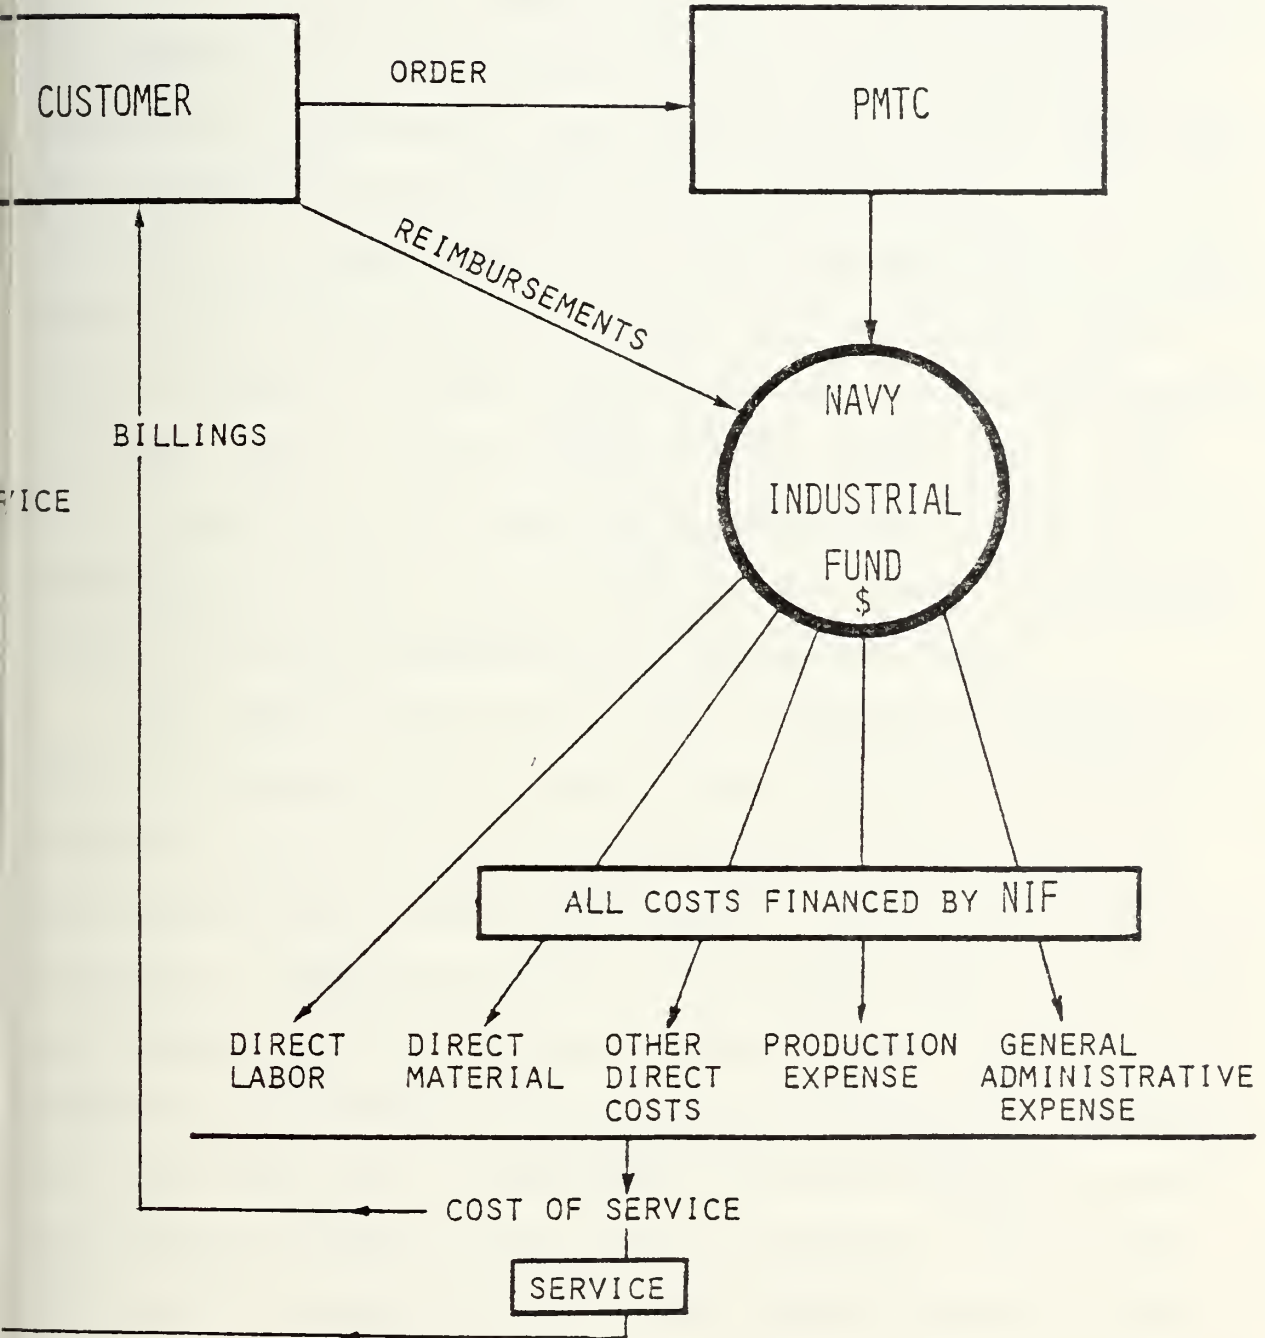 ORDER
CUSTOMER
PMTC
REIMBURSEMENTS
NAVY
INDUSTRIAL
FUND
$
BILLINGS
ALL COSTS FINANCED BY NIF
DIRECT
LABOR
DIRECT
MATERIAL
OTHER
DIRECT
COSTS
PRODUCTION
EXPENSE
GENERAL
ADMINISTRATIVE
EXPENSE
COST OF SERVICE
SERVICE